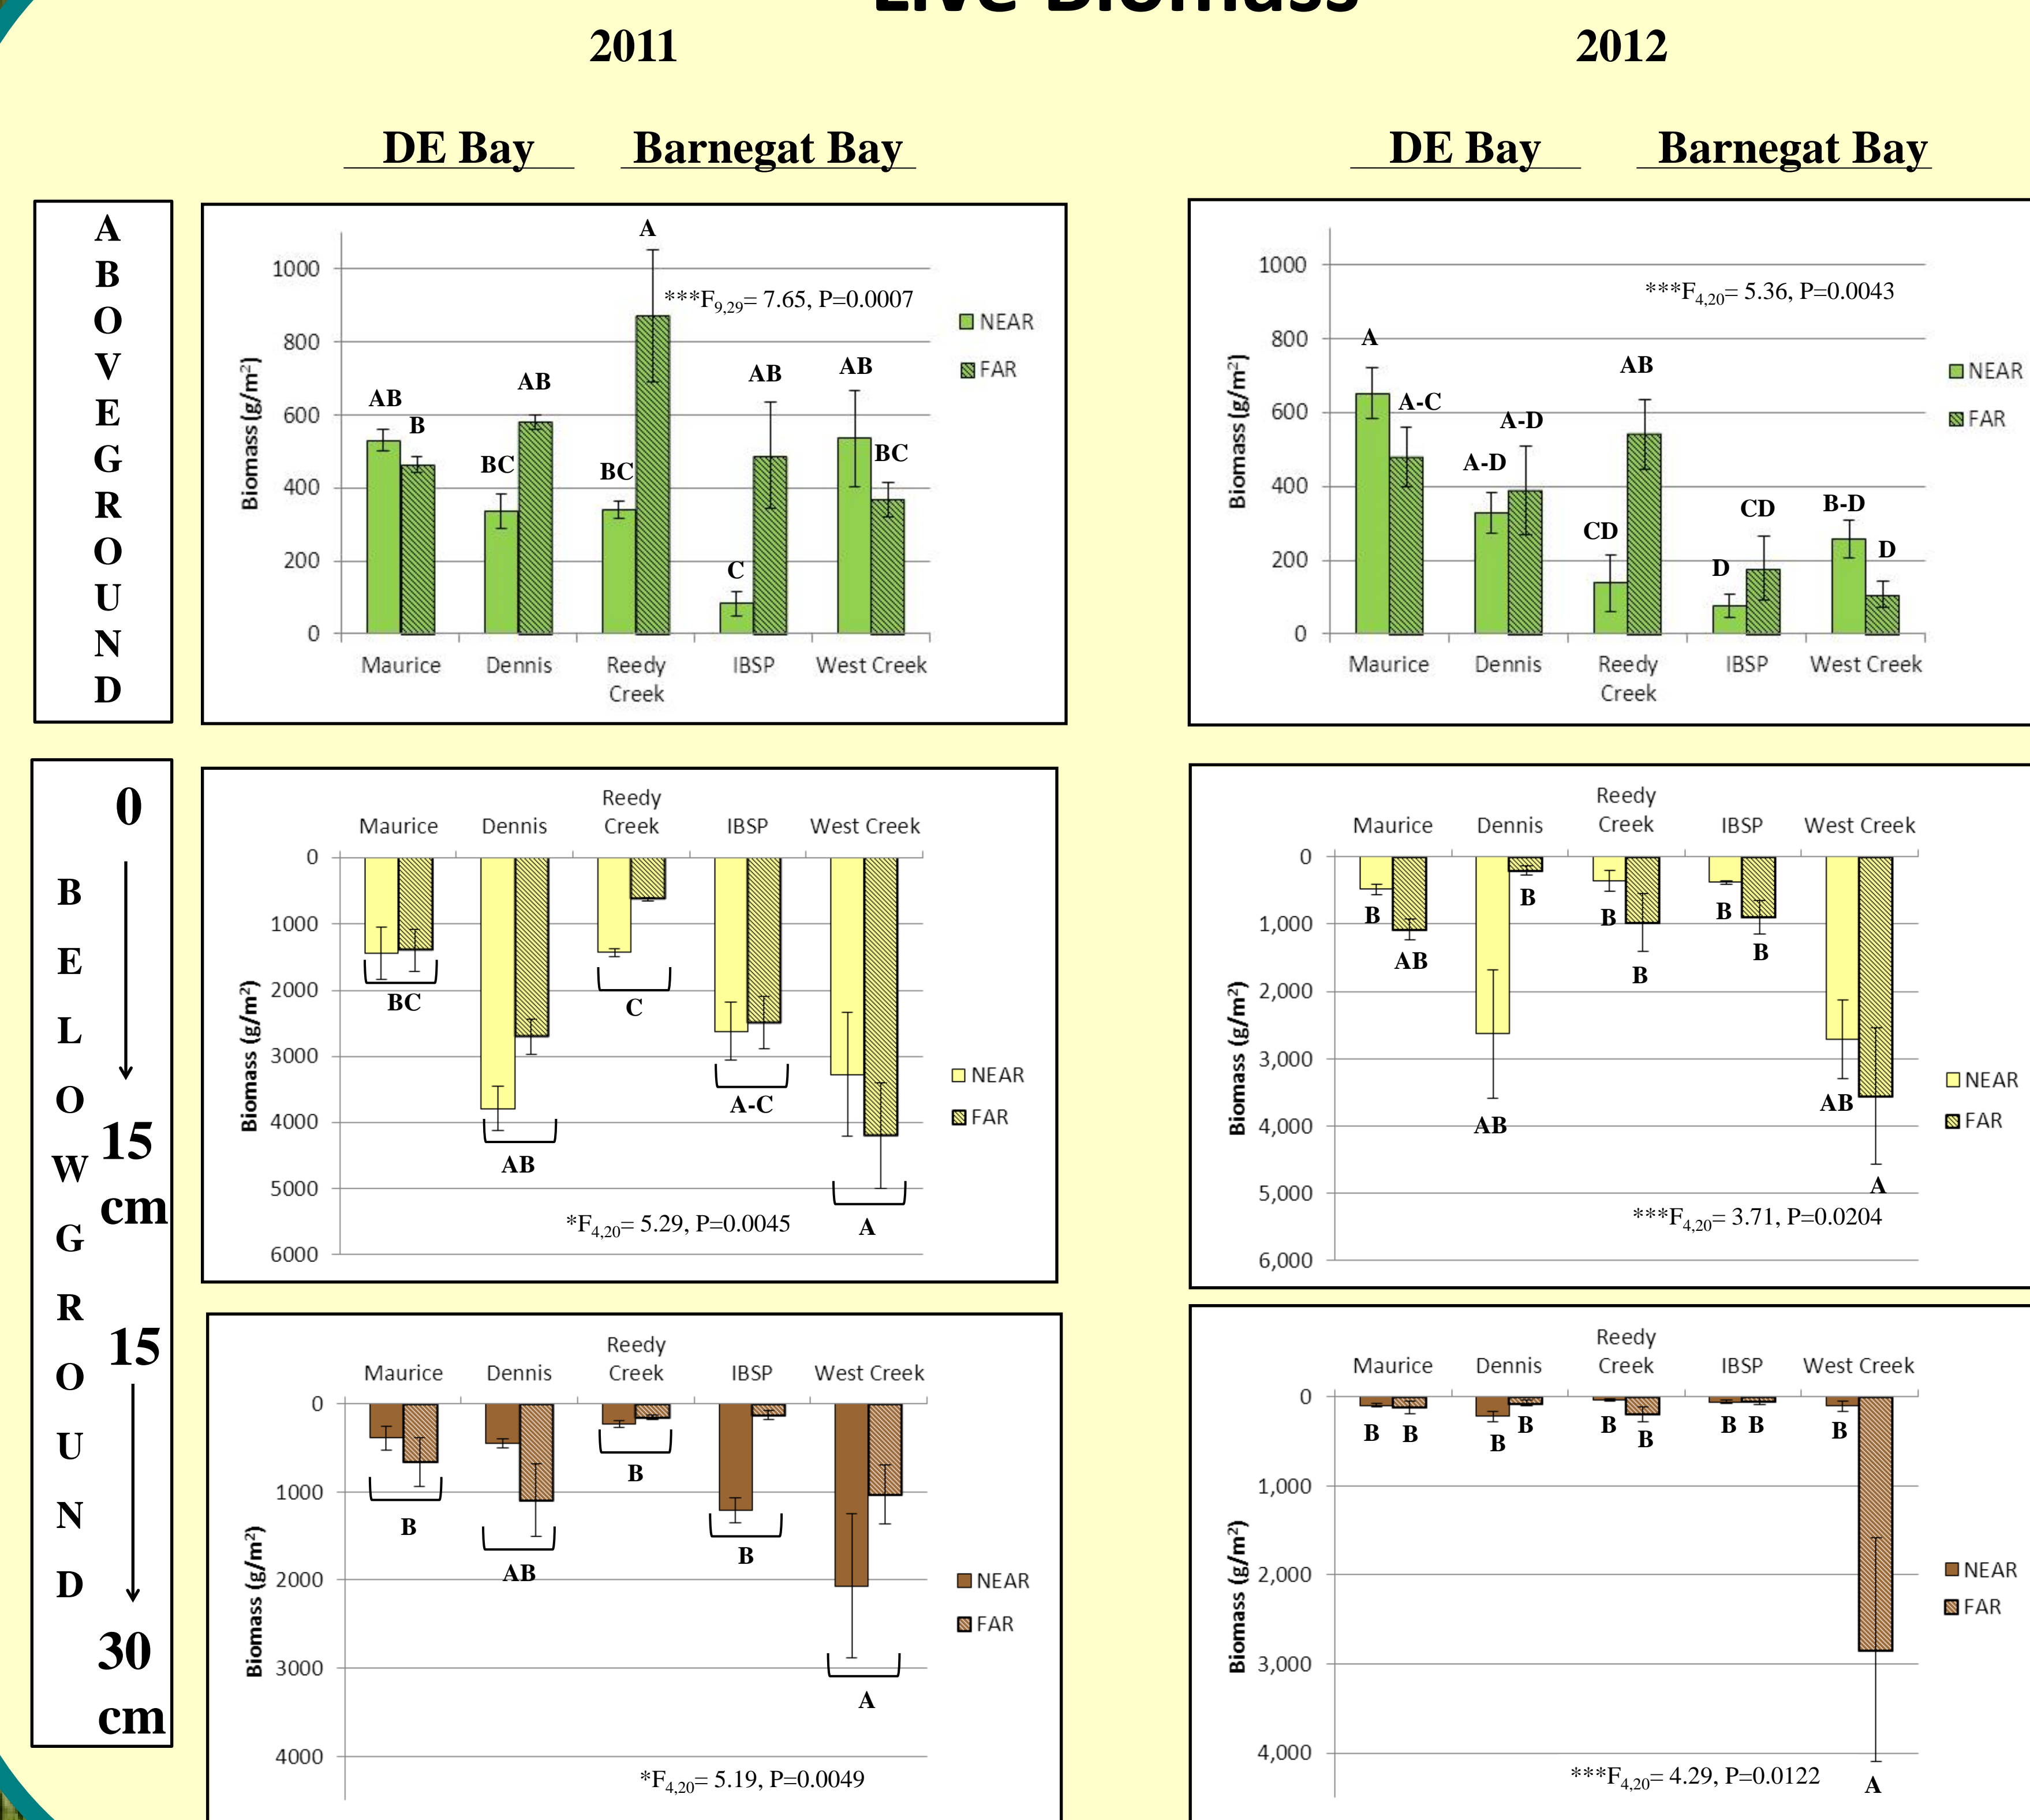 Live Biomass
2011
2012
DE Bay
Barnegat Bay
DE Bay
Barnegat Bay
ABOVEGROUND
1000
800
600
400
200
0
Biomass (g/m²)
AB
B
BC
AB
BC
A
C
AB
AB
BC
***F9,29= 7.65, P=0.0007
NEAR
FAR
Maurice
Dennis
Reedy
Creek
IBSP
West Creek
1000
800
600
400
200
0
Biomass (g/m²)
A
A-C
A-D
A-D
CD
AB
D
CD
B-D
D
***F4,20= 5.36, P=0.0043
NEAR
FAR
Maurice
Dennis
Reedy
Creek
IBSP
West Creek
BELOWGROUND
0
15
cm
15
30
cm
Maurice
Dennis
Reedy
Creek
IBSP
West Creek
0
1000
2000
3000
4000
5000
6000
Biomass (g/m²)
BC
AB
C
A-C
A
*F4,20= 5.29, P=0.0045
NEAR
FAR
Maurice
Dennis
Reedy
Creek
IBSP
West Creek
0
1,000
2,000
3,000
4,000
5,000
6,000
Biomass (g/m²)
B
AB
AB
B
B
B
B
B
AB
A
***F4,20= 3.71, P=0.0204
NEAR
FAR
Maurice
Dennis
Reedy
Creek
IBSP
West Creek
0
1000
2000
3000
4000
Biomass (g/m²)
B
AB
B
B
A
*F4,20= 5.19, P=0.0049
NEAR
FAR
Maurice
Dennis
Reedy
Creek
IBSP
West Creek
0
1,000
2,000
3,000
4,000
Biomass (g/m²)
B
B
B
B
B
B
B
B
B
A
***F4,20= 4.29, P=0.0122
NEAR
FAR